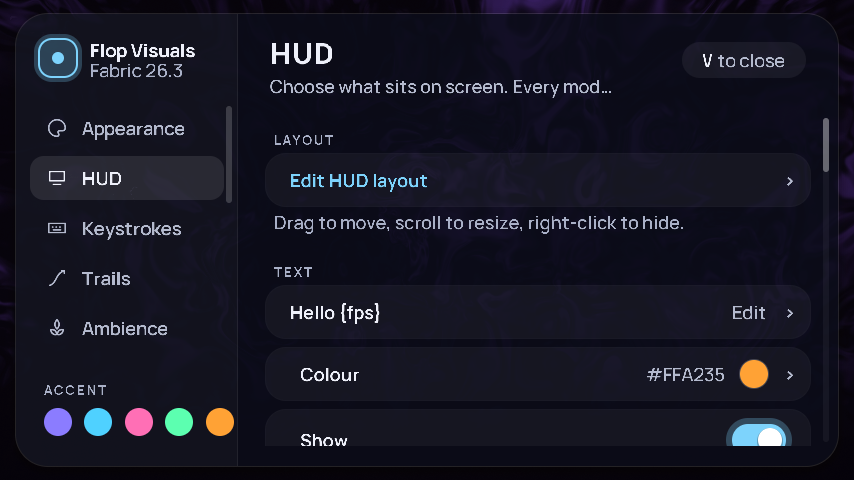 Flop Visuals
Fabric 26.3
Appearance
HUD
Keystrokes
Trails
Ambience
ACCENT
HUD
Choose what sits on screen. Every mod...
V to close
LAYOUT
Edit HUD layout
Drag to move, scroll to resize, right-click to hide.
TEXT
Hello {fps}
Edit
Colour
#FFA235
Show